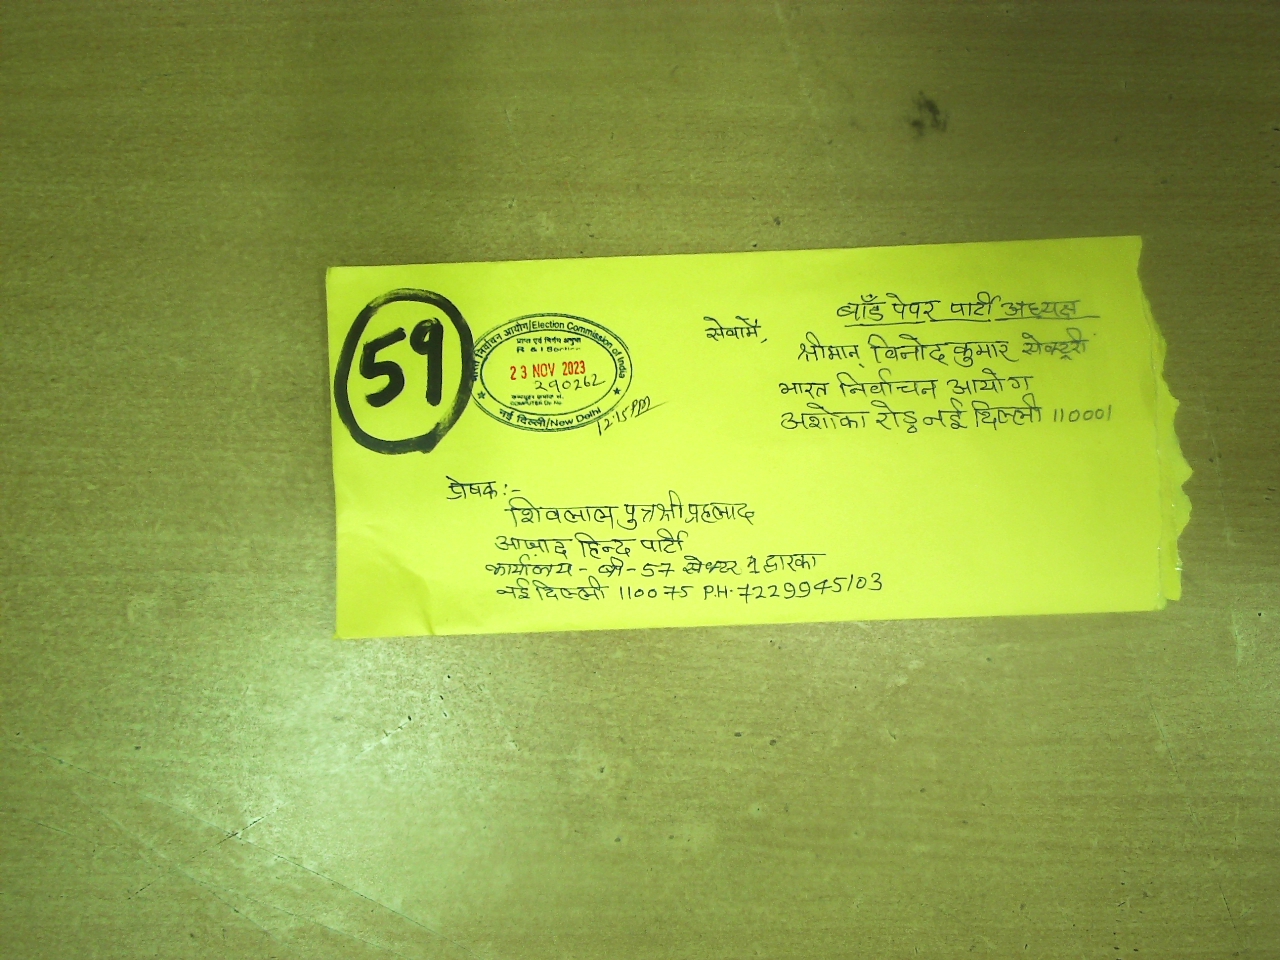 59
भारत निर्वाचन आयोग/Election Commission of India
प्राप्त एवं निर्गम अनुभाग
R & I Section
23 NOV 2023
290262
कम्प्यूटर डायरी सं.
COMPUTER Dy. No.
नई दिल्ली/New Delhi
12:15 PM
बाँड पेपर पार्टी अध्यक्ष
सेवामें,
श्रीमान् विनोद कुमार सेक्ट्ररी
भारत निर्वाचन आयोग
अशोका रोड नई दिल्ली 110001
प्रेषक:-
शिवलाल पुत्र श्री प्रहलाद
आज़ाद हिन्द पार्टी
कार्यालय - बी-57 सेक्टर 1 द्वारका
नई दिल्ली 110075 P.H. 7229945103